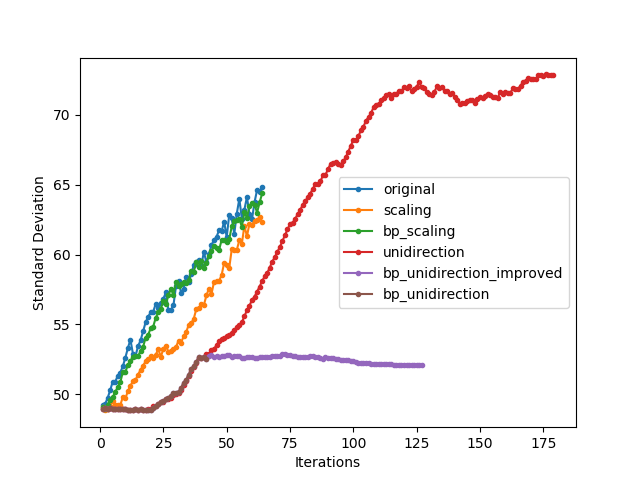 70
65
60
55
50
Standard Deviation
original
scaling
bp_scaling
unidirection
bp_unidirection_improved
bp_unidirection
0 25 50 75 100 125 150 175
Iterations